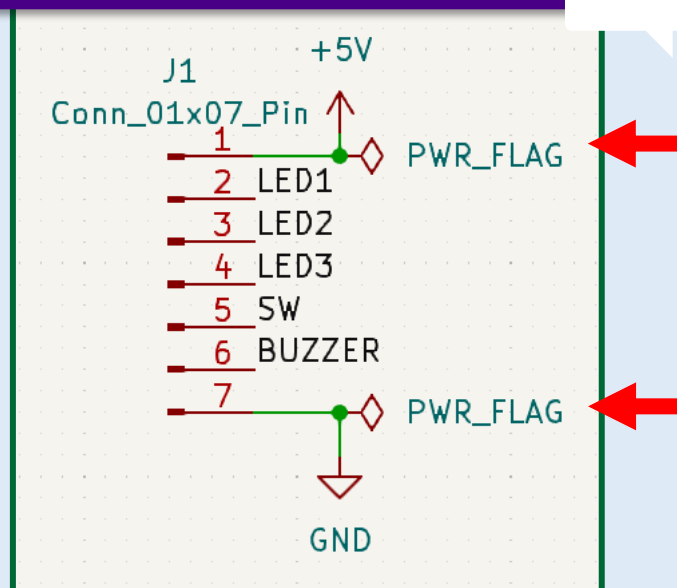 +5V
J1
Conn_01x07_Pin
1
PWR_FLAG
2 LED1
3 LED2
4 LED3
5 SW
6 BUZZER
7
PWR_FLAG
GND